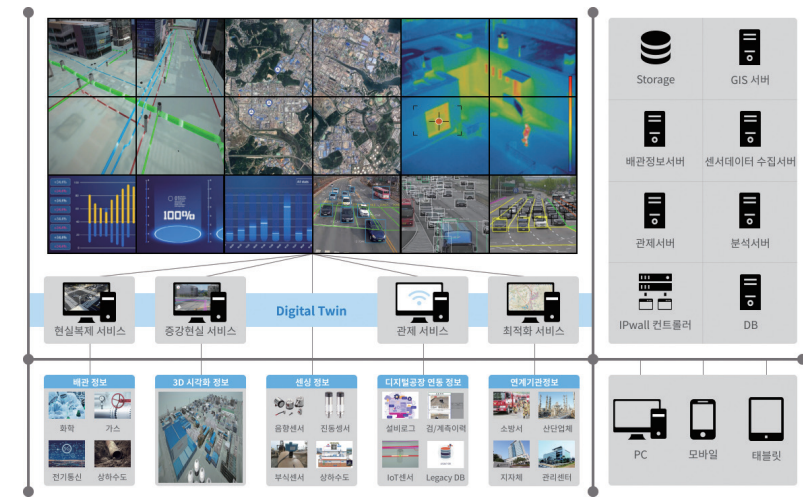 100%
Storage
GIS 서버
배관정보서버
센서데이터 수집서버
관제서버
분석서버
IPwall 컨트롤러
DB
Digital Twin
현실복제 서비스
증강현실 서비스
관제 서비스
최적화 서비스
배관 정보
화학
가스
전기통신
상하수도
3D 시각화 정보
센싱 정보
음향센서
진동센서
부식센서
상하수도
디지털공장 연동 정보
설비로그
검/계측이력
IoT센서
Legacy DB
연계기관정보
소방서
산단업체
지자체
관리센터
PC
모바일
태블릿